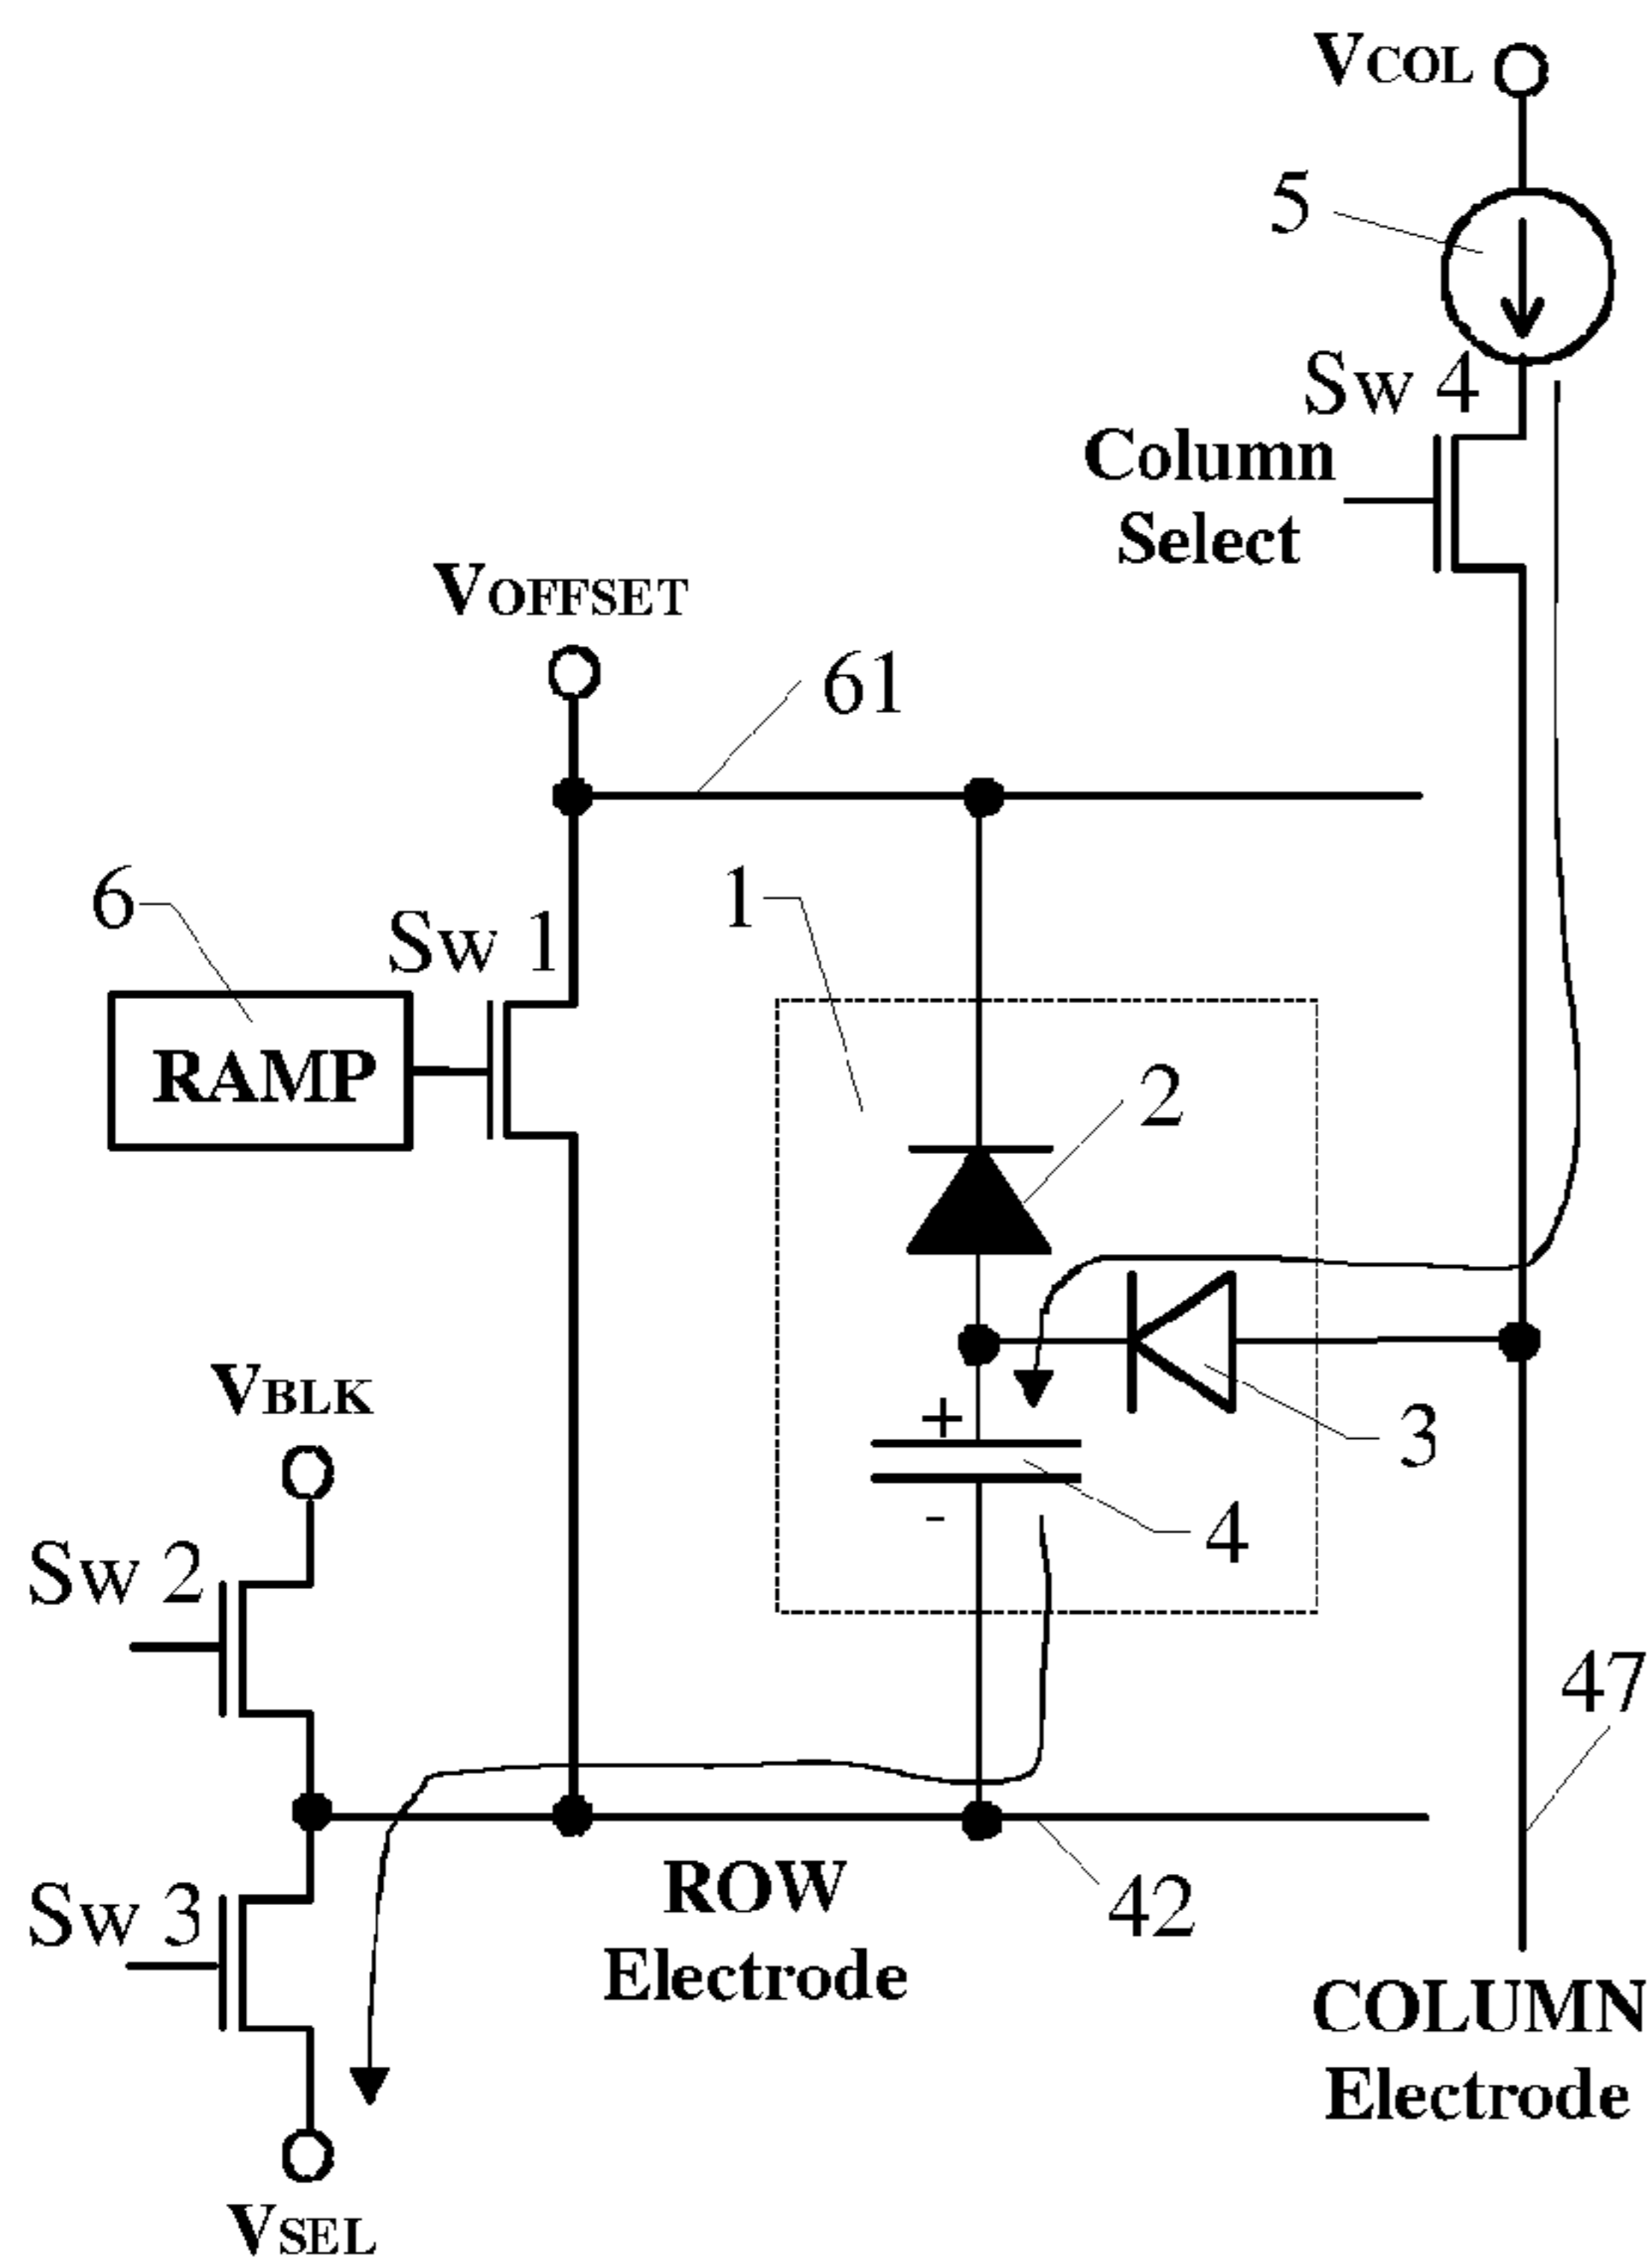 VCOL
5
Sw 4
Column
Select
VOFFSET
61
6
Sw 1
1
RAMP
2
VBLK
+
3
-
4
Sw 2
47
Sw 3
ROW
Electrode
42
COLUMN
Electrode
VSEL